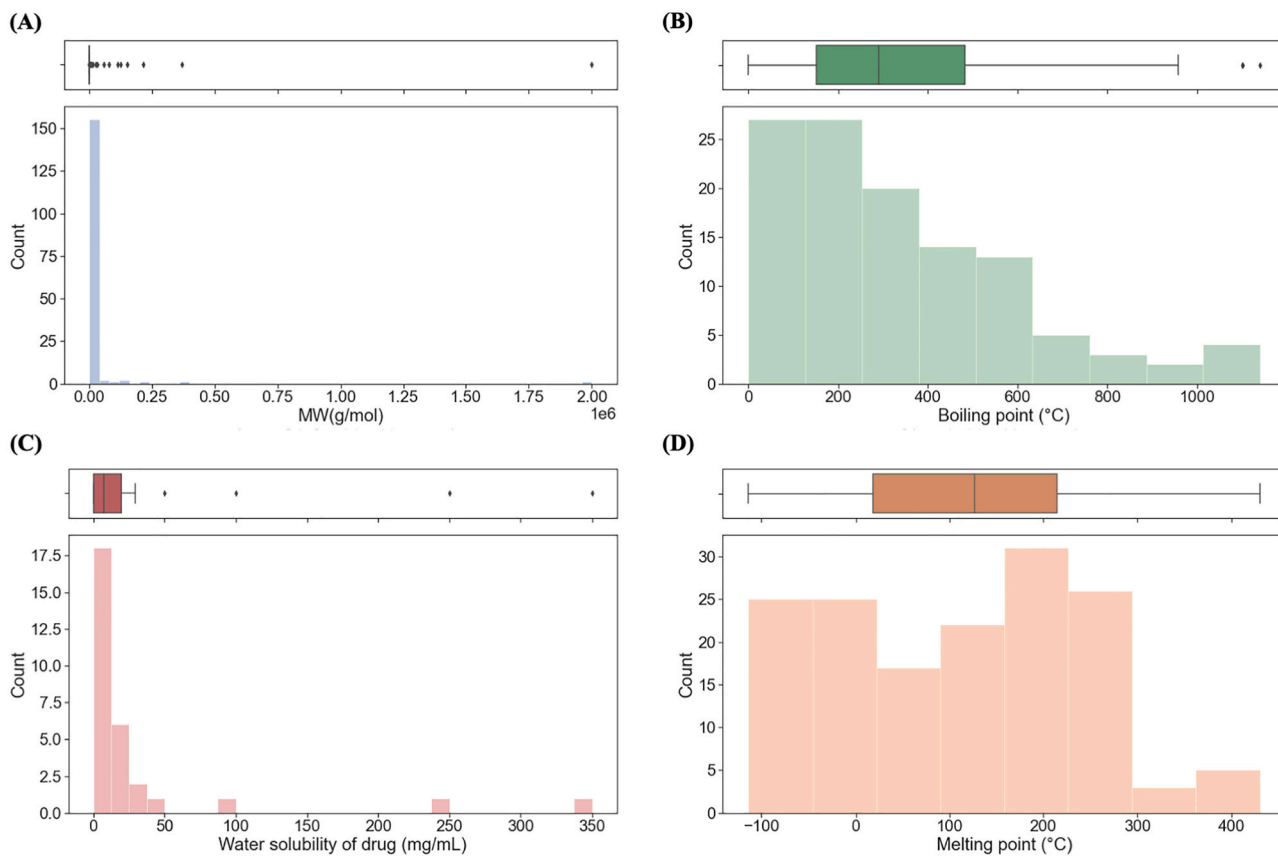 (A)
150
125
100
75
50
25
0
Count
0.00 0.25 0.50 0.75 1.00 1.25 1.50 1.75 2.00
1e6
MW(g/mol)
(B)
25
20
15
10
5
0
Count
0 200 400 600 800 1000
Boiling point (°C)
(C)
17.5
15.0
12.5
10.0
7.5
5.0
2.5
0.0
Count
0 50 100 150 200 250 300 350
Water solubility of drug (mg/mL)
(D)
30
25
20
15
10
5
0
Count
−100 0 100 200 300 400
Melting point (°C)